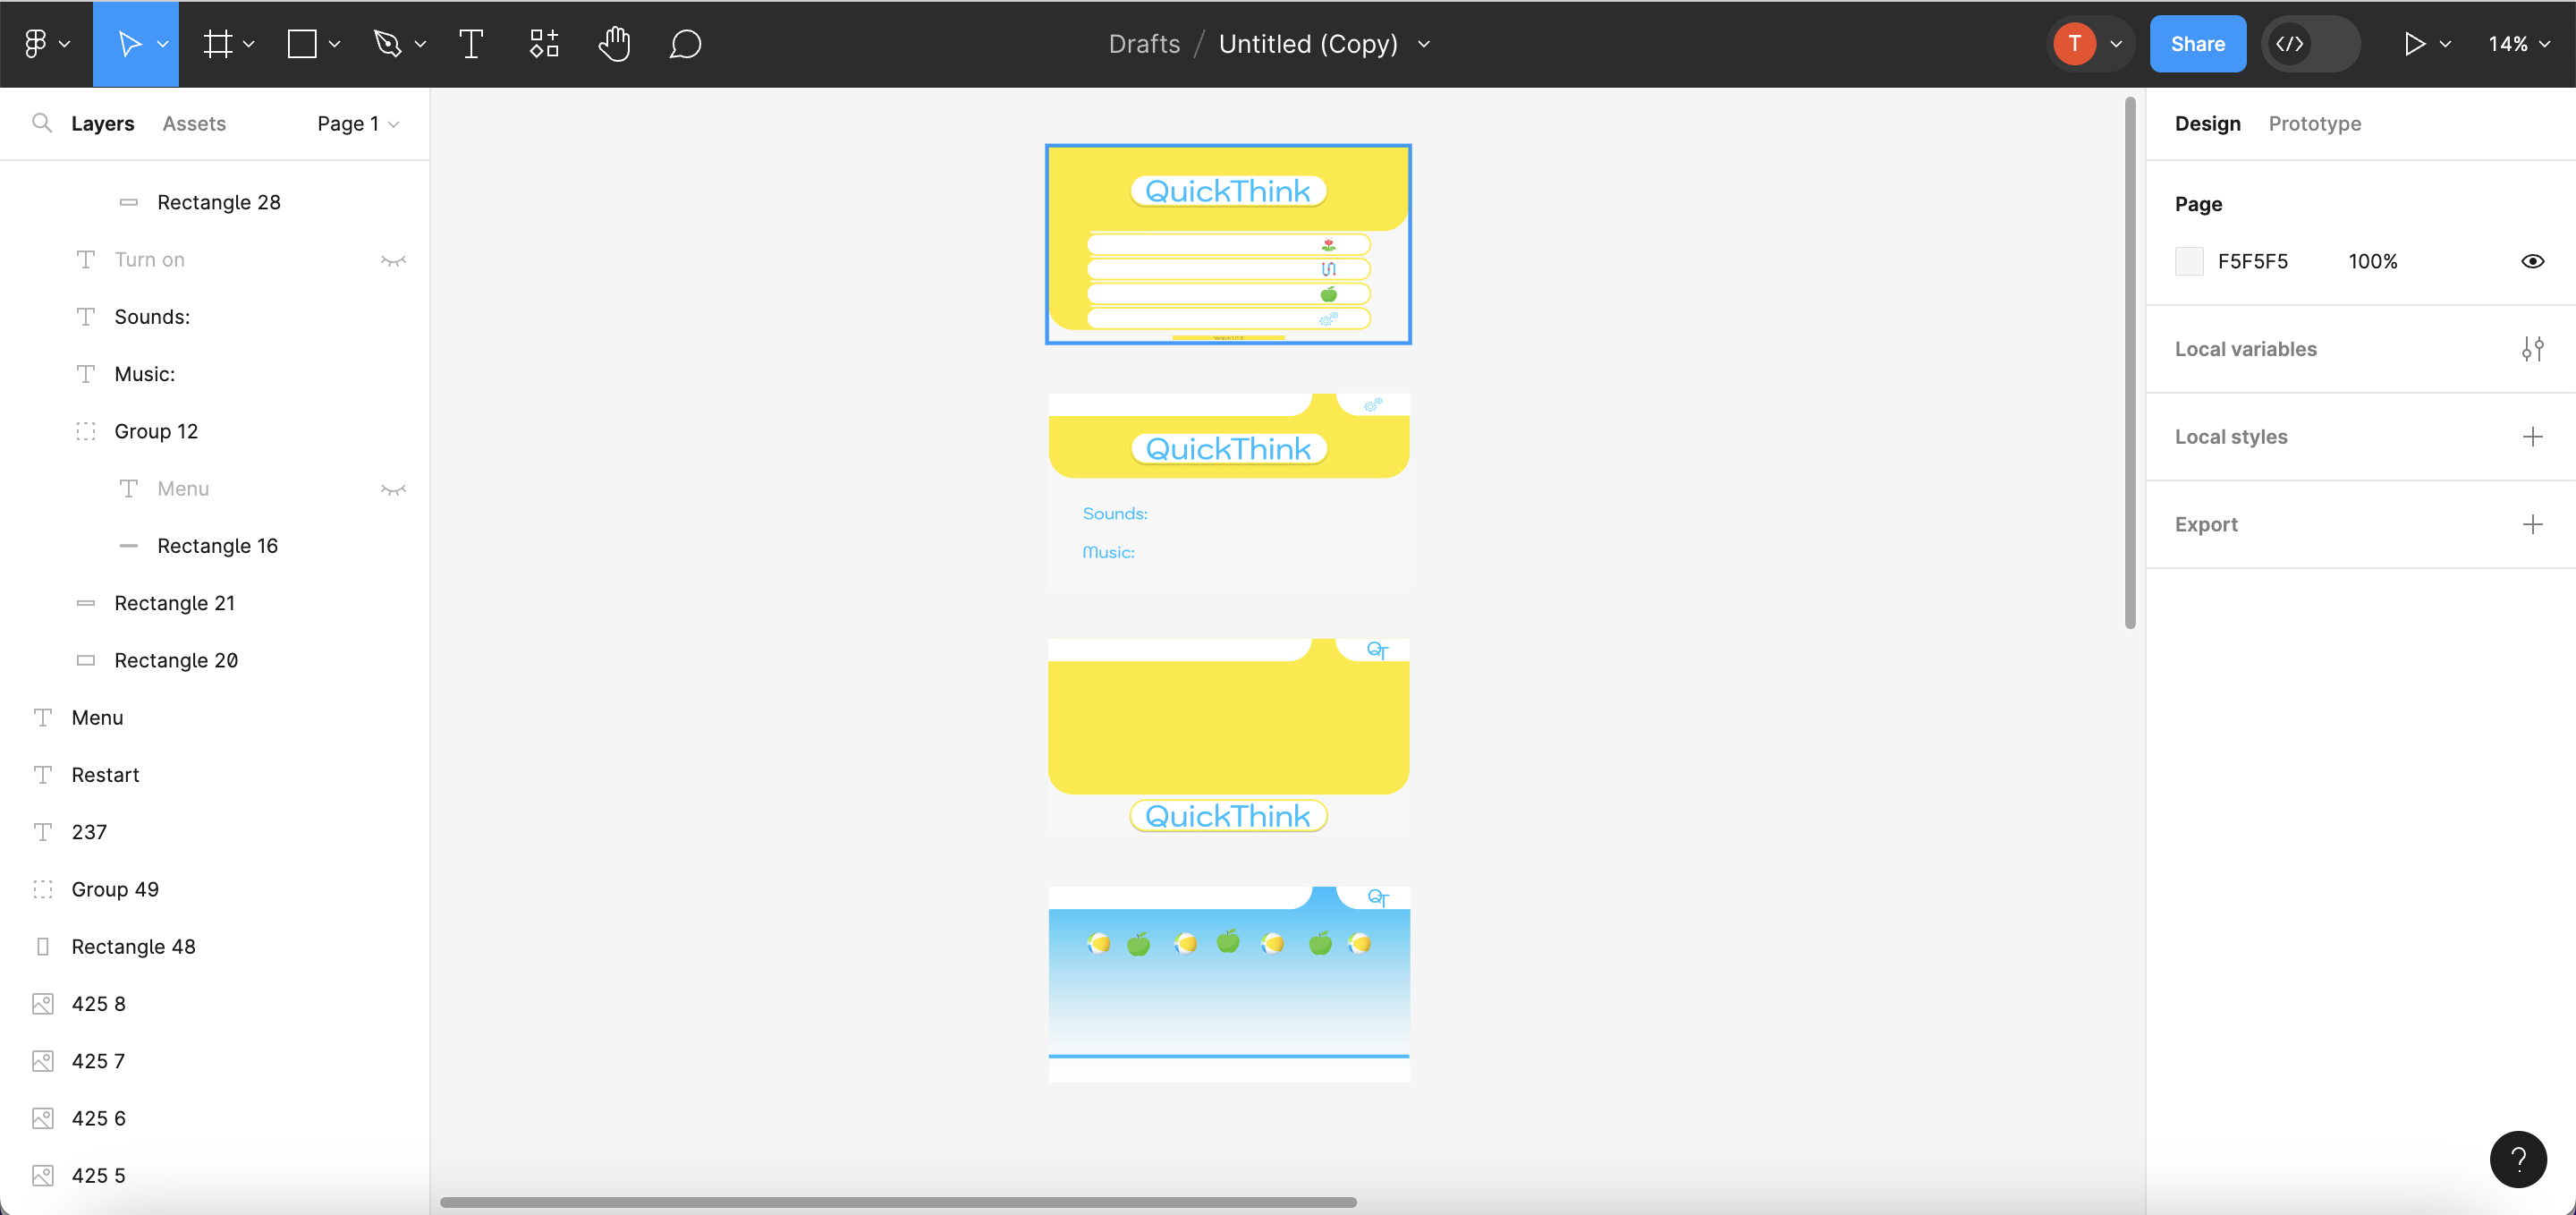 Drafts / Untitled (Copy)
T
Share
14%
Layers Assets Page 1
Rectangle 28
Turn on
Sounds:
Music:
Group 12
Menu
Rectangle 16
Rectangle 21
Rectangle 20
Menu
Restart
237
Group 49
Rectangle 48
425 8
425 7
425 6
425 5
QuickThink
QuickThink
Sounds:
Music:
QT
QuickThink
QT
Design Prototype
Page
F5F5F5 100%
Local variables
Local styles
Export
?